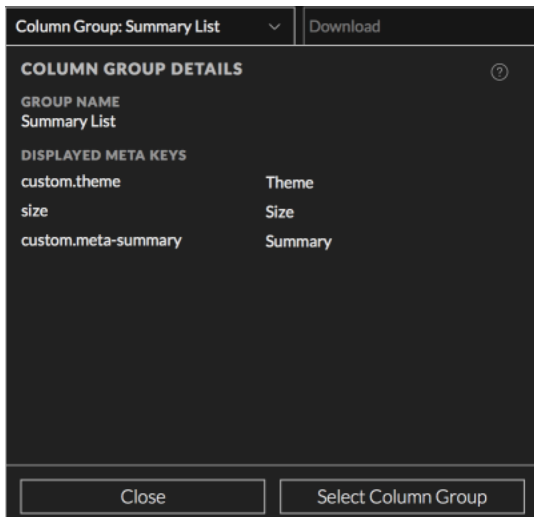 Column Group: Summary List Download
COLUMN GROUP DETAILS ?
GROUP NAME
Summary List
DISPLAYED META KEYS
custom.theme Theme
size Size
custom.meta-summary Summary
Close Select Column Group